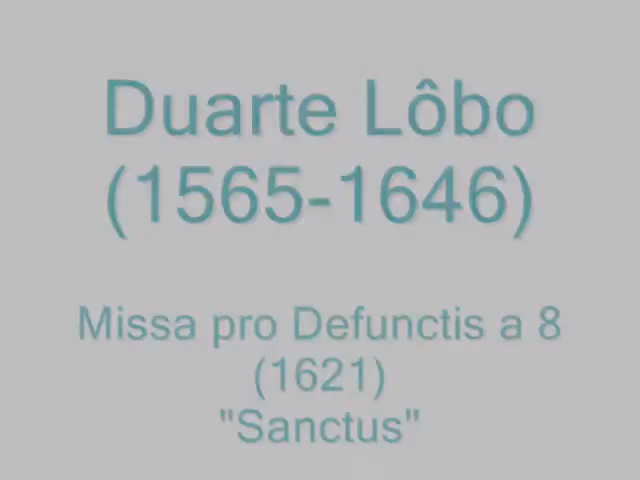 Duarte Lôbo
(1565-1646)
Missa pro Defunctis a 8
(1621)
"Sanctus"